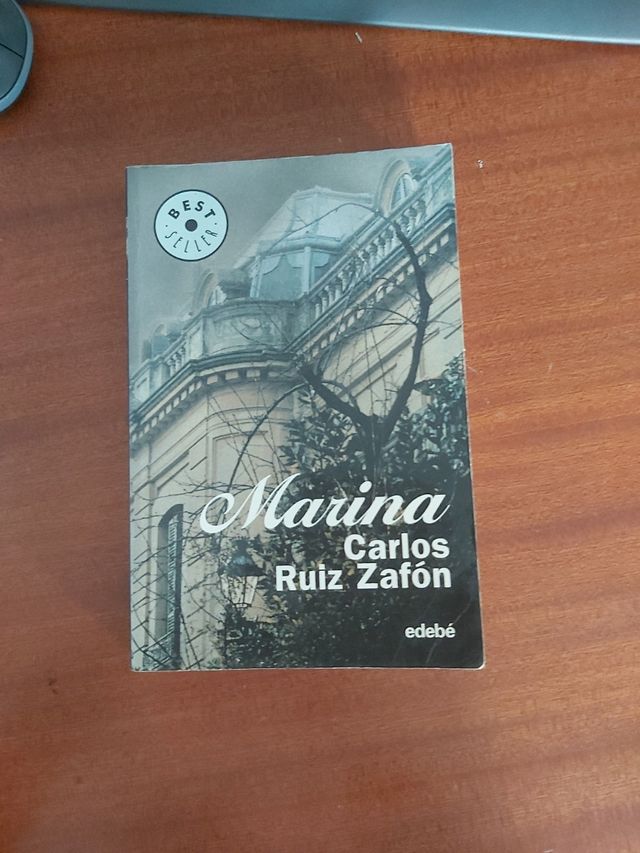 BEST
SELLER
Marina
Carlos
Ruiz Zafón
edebé